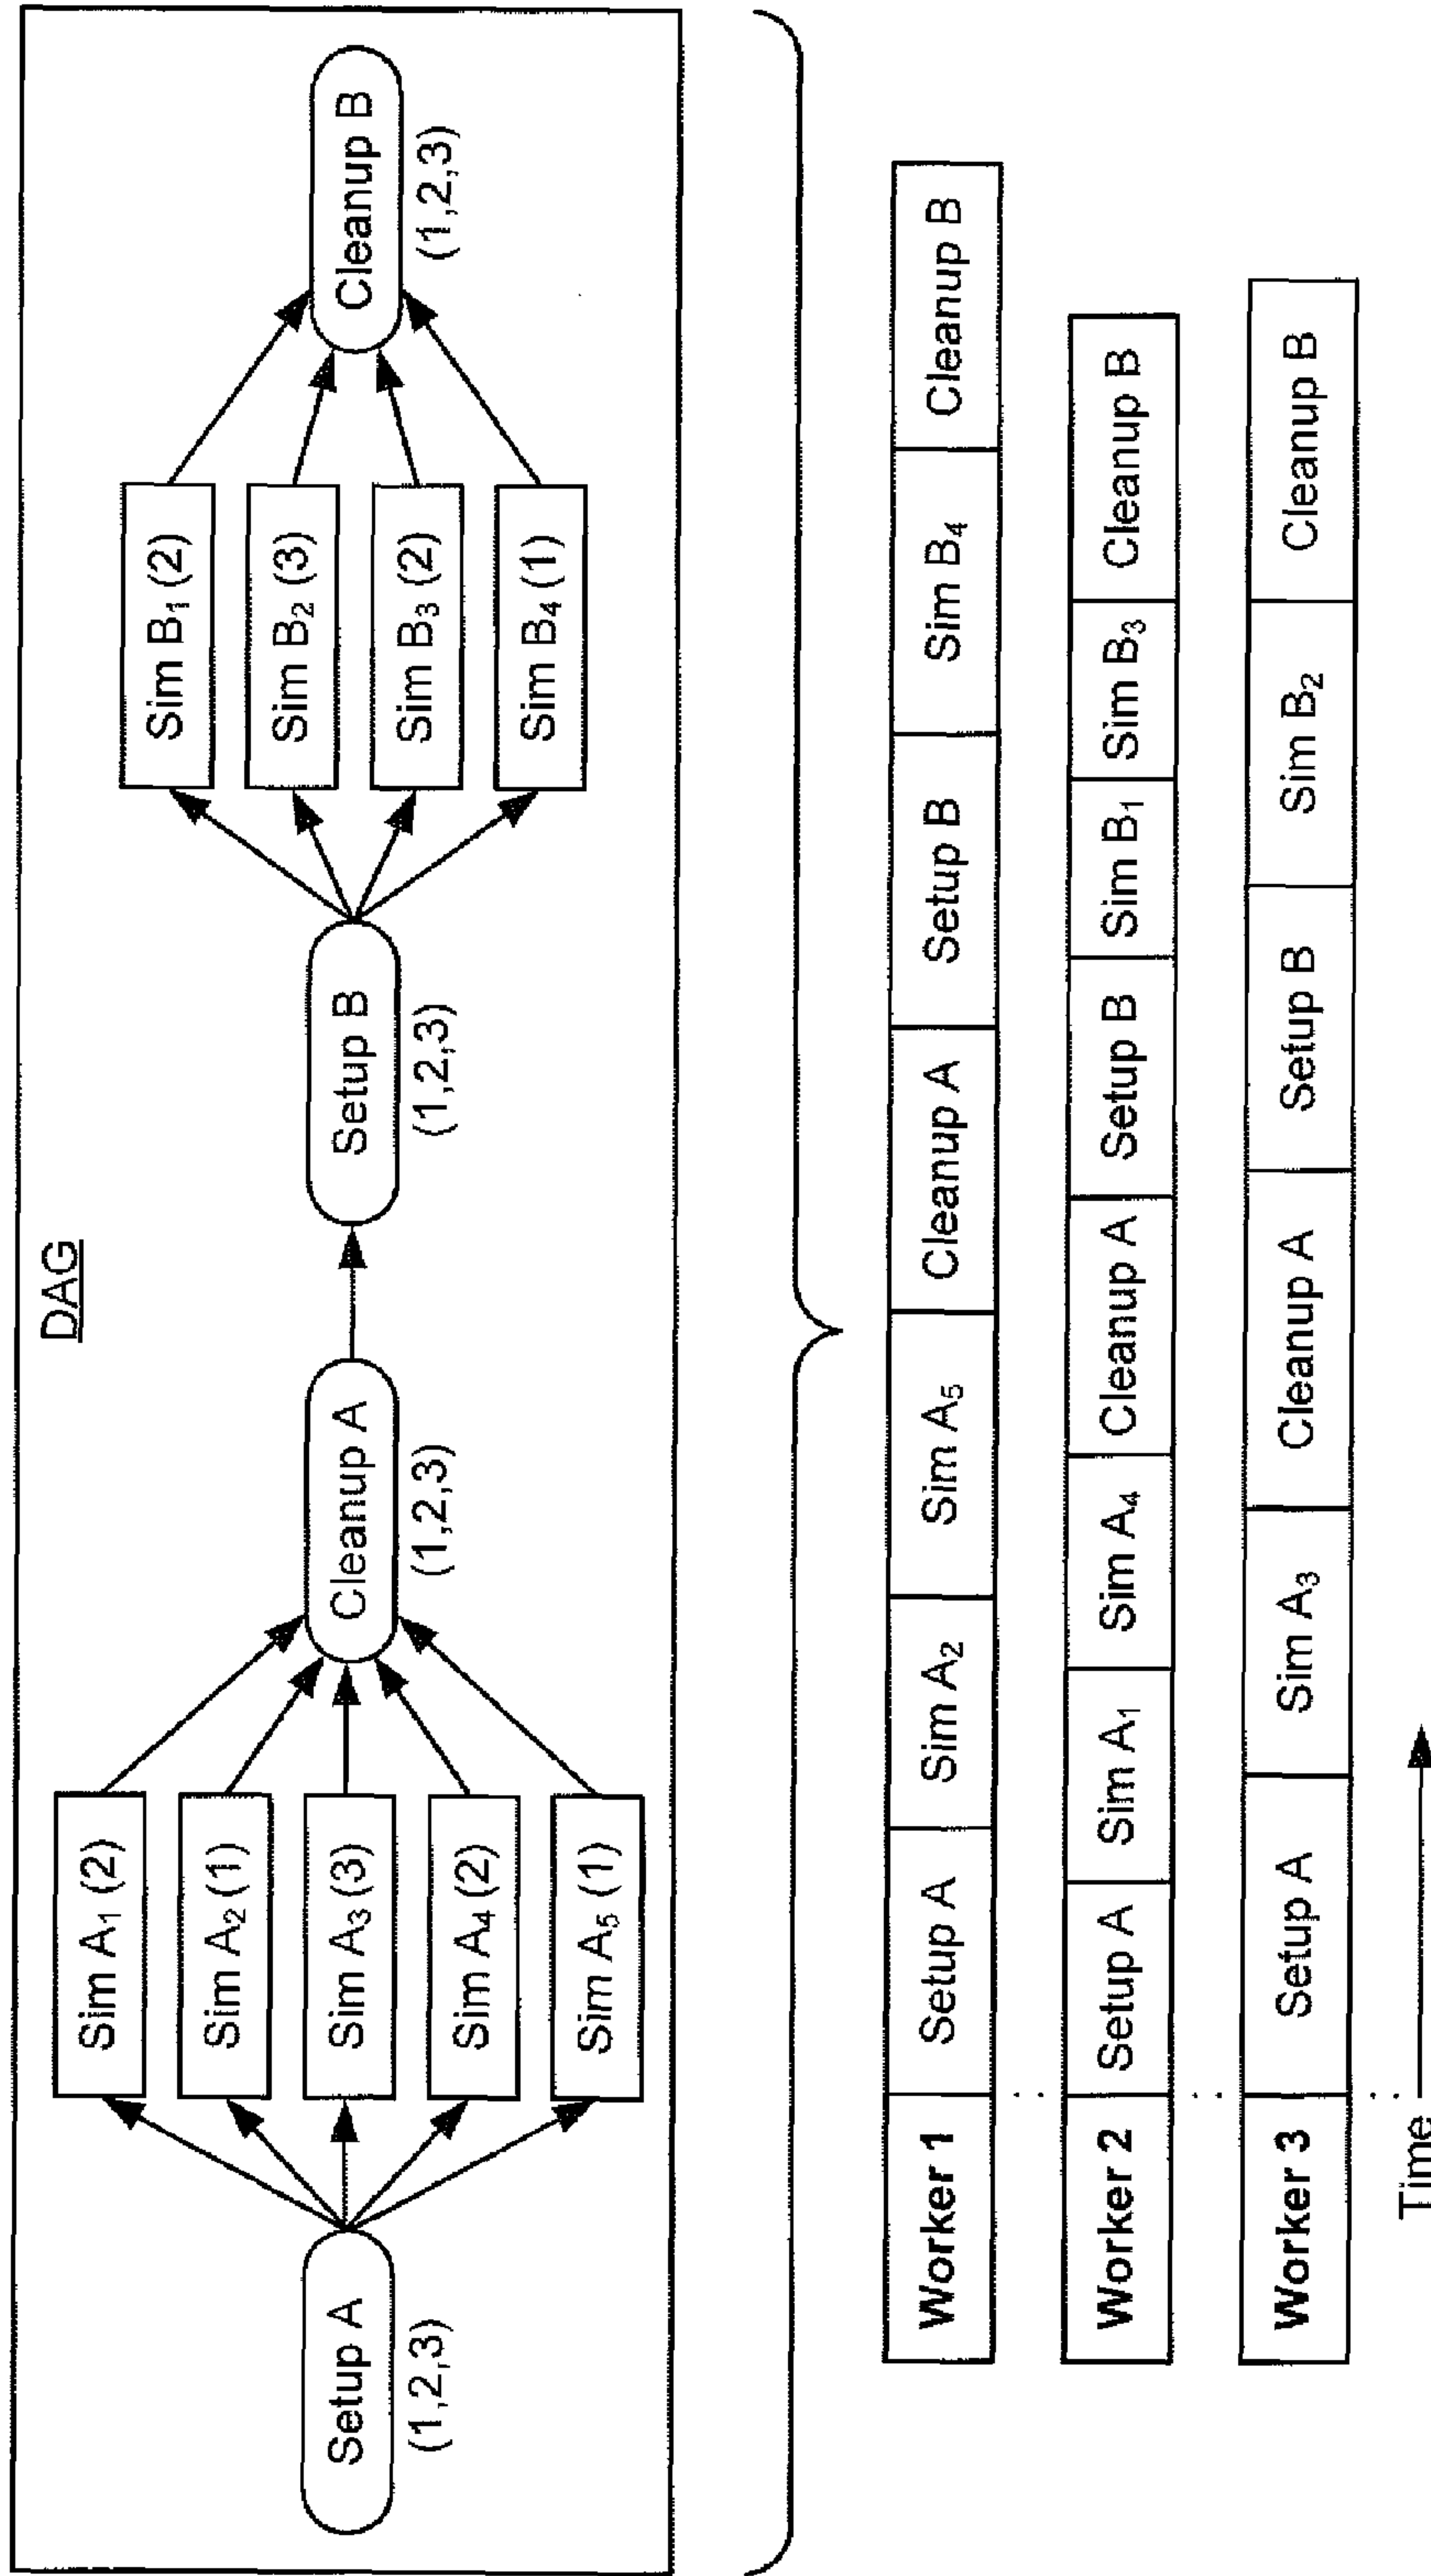 DAG
Setup A
(1,2,3)
Sim A₁ (2)
Sim A₂ (1)
Sim A₃ (3)
Sim A₄ (2)
Sim A₅ (1)
Cleanup A
(1,2,3)
Setup B
(1,2,3)
Sim B₁ (2)
Sim B₂ (3)
Sim B₃ (2)
Sim B₄ (1)
Cleanup B
(1,2,3)
Worker 1 Setup A Sim A₂ Sim A₅ Cleanup A Setup B Sim B₄ Cleanup B
Worker 2 Setup A Sim A₁ Sim A₄ Cleanup A Setup B Sim B₁ Sim B₃ Cleanup B
Worker 3 Setup A Sim A₃ Cleanup A Setup B Sim B₂ Cleanup B
Time